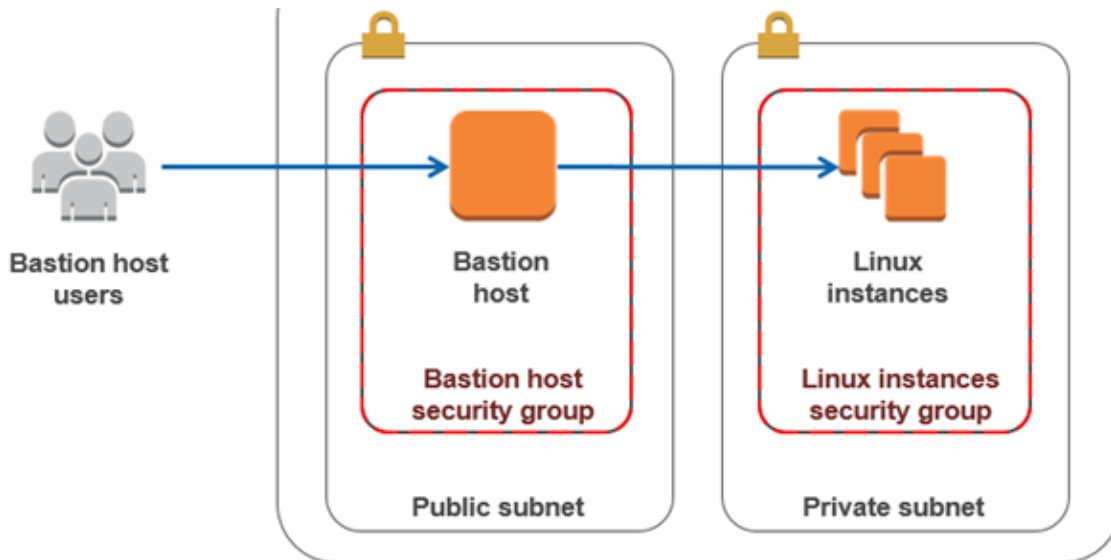 Bastion host
users
Bastion
host
Bastion host
security group
Public subnet
Linux
instances
Linux instances
security group
Private subnet